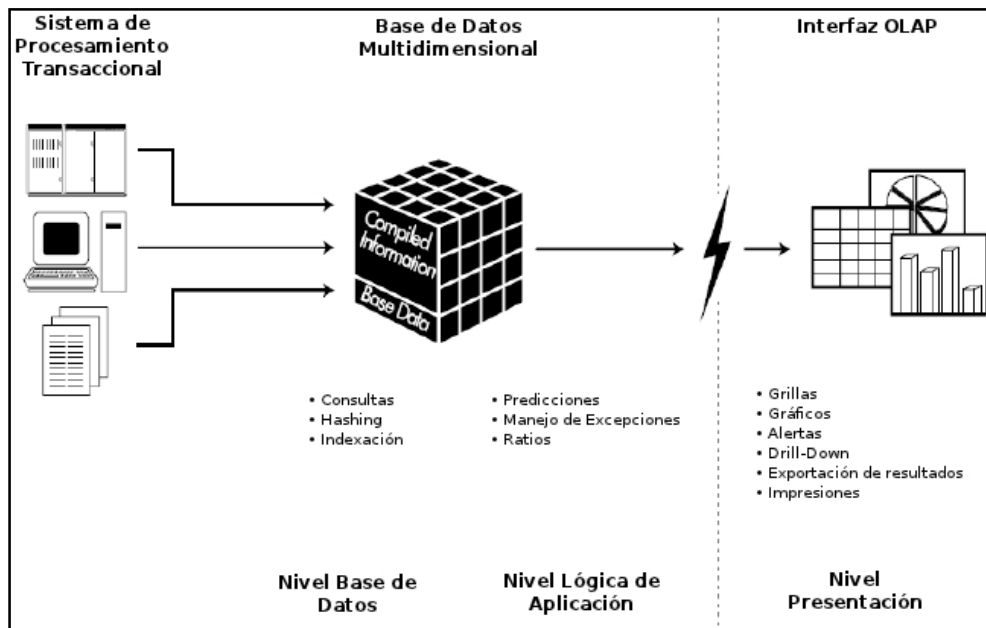 Sistema de
Procesamiento
Transaccional
Base de Datos
Multidimensional
Interfaz OLAP
Compiled
Information
Base Data
• Consultas
• Hashing
• Indexación
• Predicciones
• Manejo de Excepciones
• Ratios
• Grillas
• Gráficos
• Alertas
• Drill-Down
• Exportación de resultados
• Impresiones
Nivel Base de
Datos
Nivel Lógica de
Aplicación
Nivel
Presentación